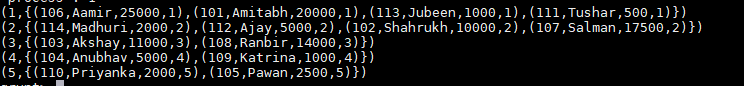 (1,{(106,Aamir,25000,1),(101,Amitabh,20000,1),(113,Jubeen,1000,1),(111,Tushar,500,1)})
(2,{(114,Madhuri,2000,2),(112,Ajay,5000,2),(102,Shahrukh,10000,2),(107,Salman,17500,2)})
(3,{(103,Akshay,11000,3),(108,Ranbir,14000,3)})
(4,{(104,Anubhav,5000,4),(109,Katrina,1000,4)})
(5,{(110,Priyanka,2000,5),(105,Pawan,2500,5)})